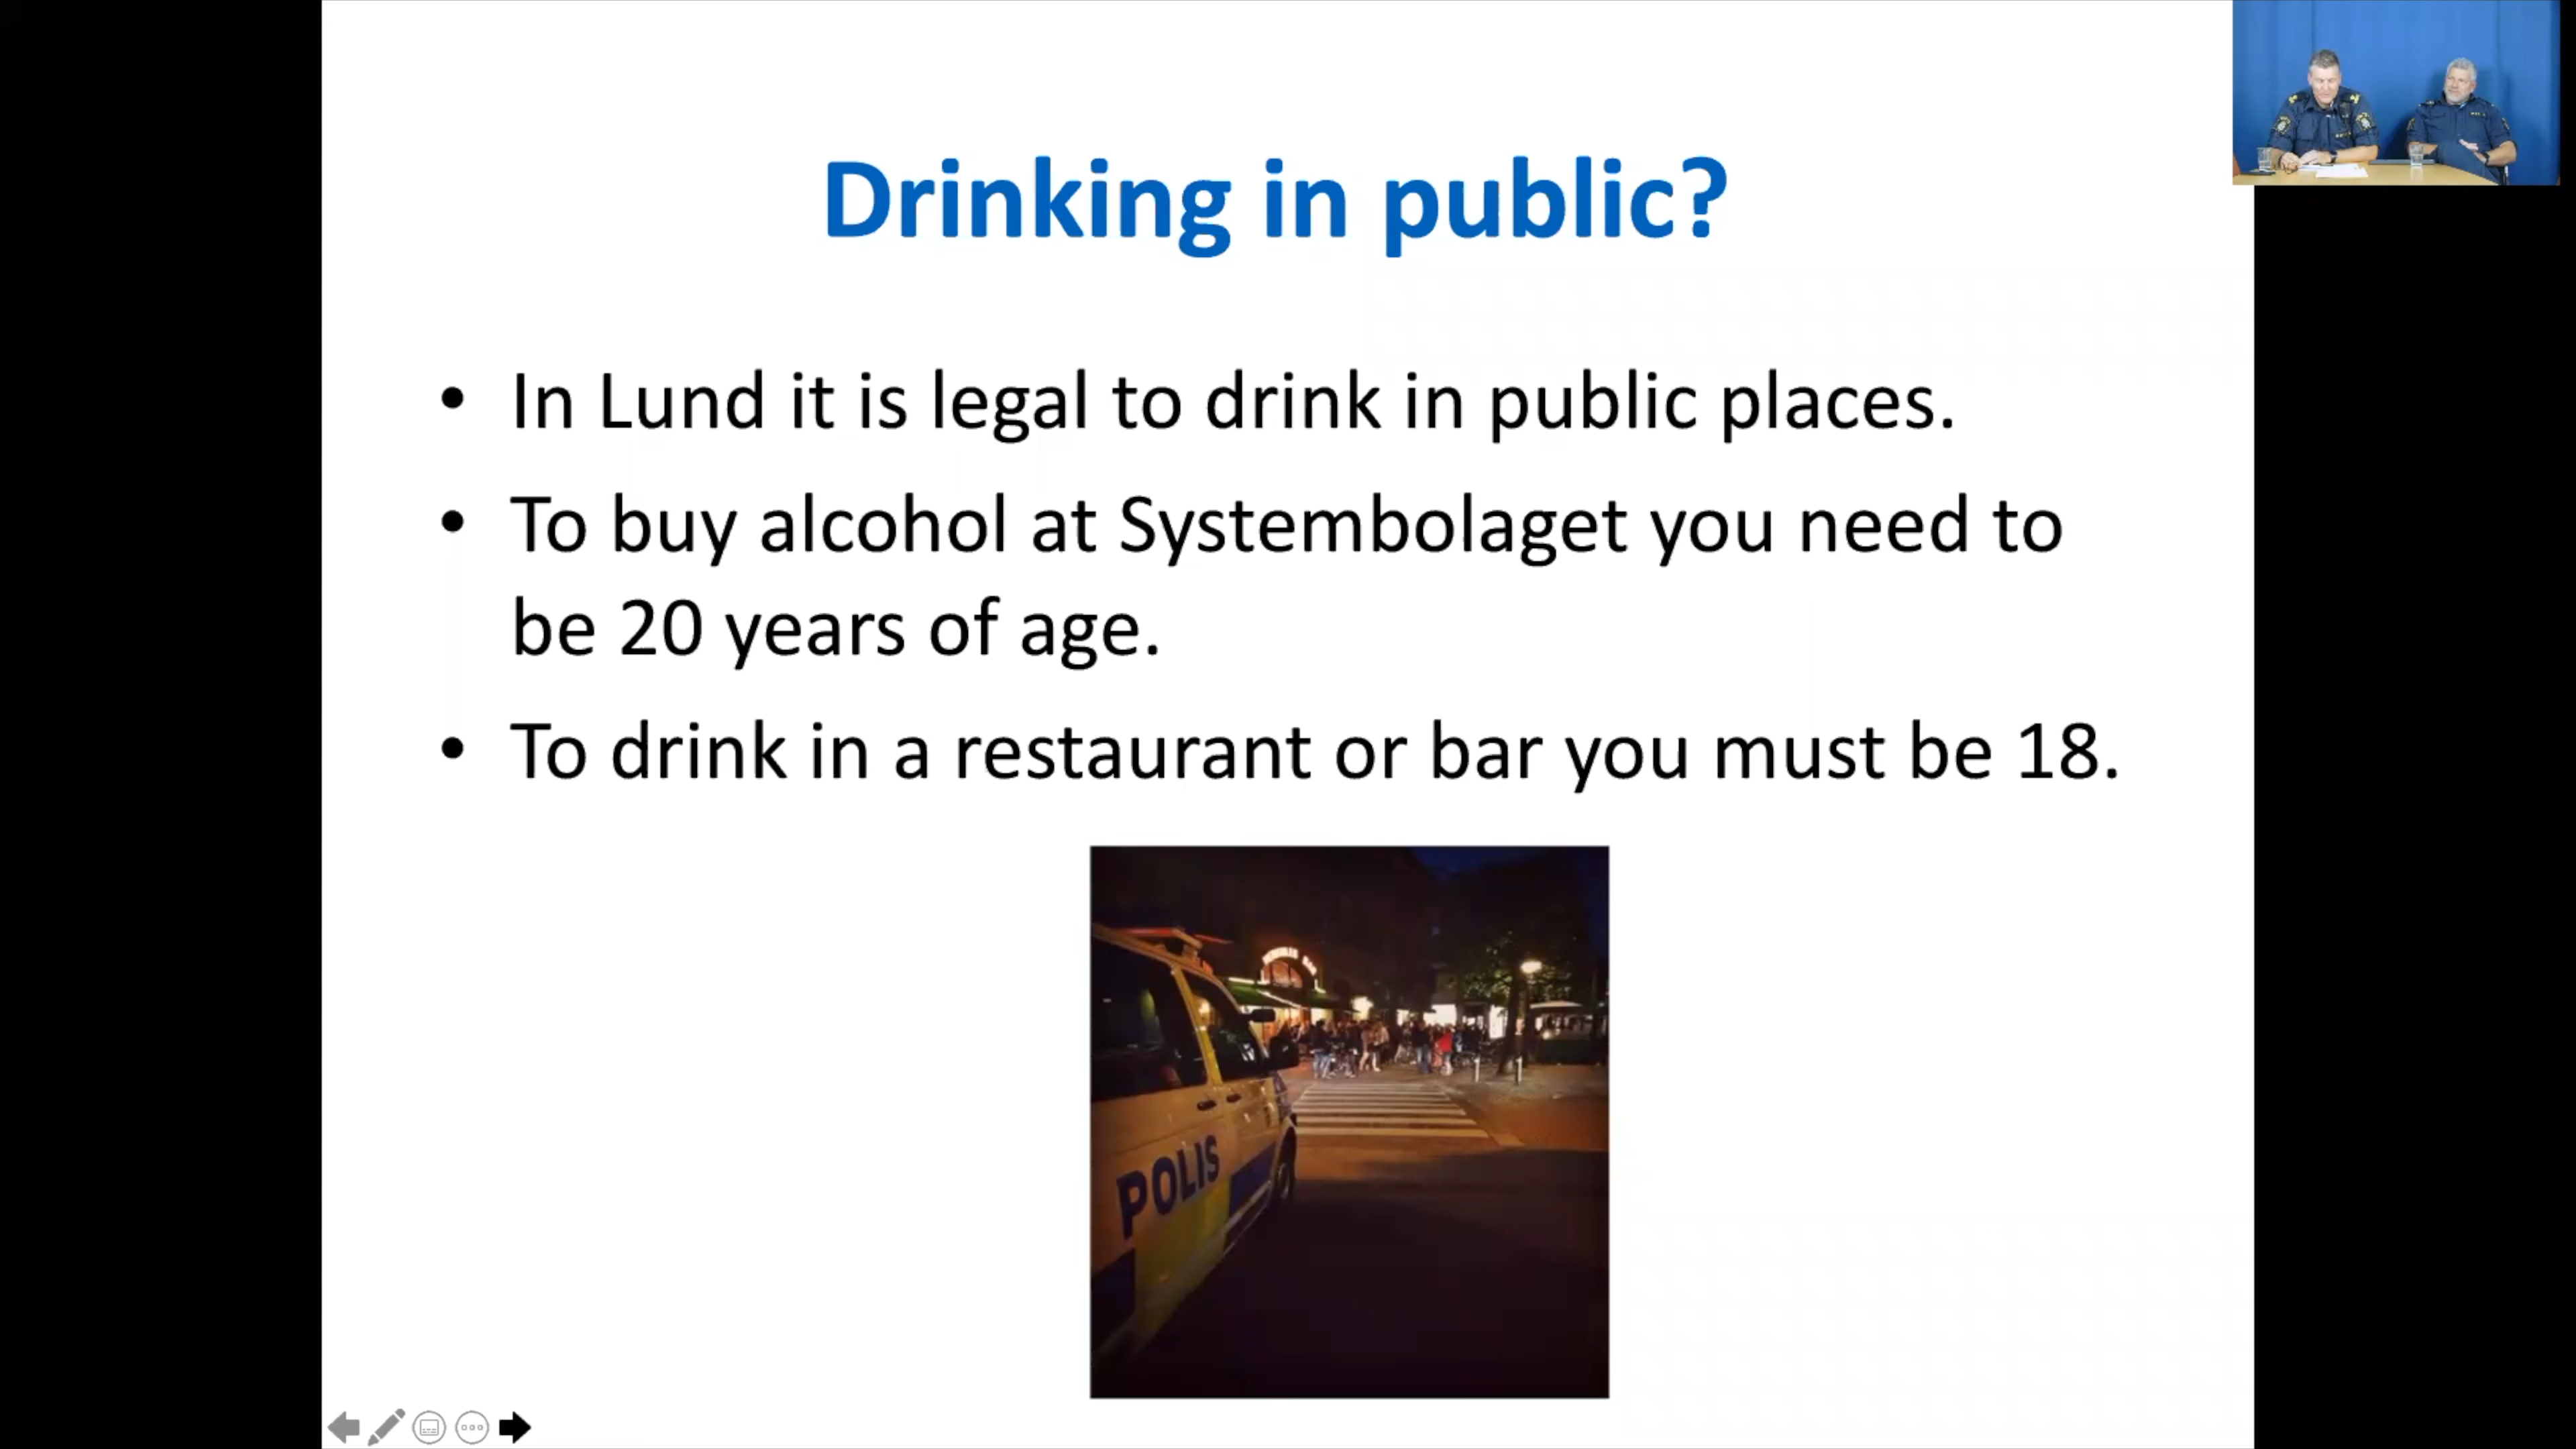 Drinking in public?
• In Lund it is legal to drink in public places.
• To buy alcohol at Systembolaget you need to
be 20 years of age.
• To drink in a restaurant or bar you must be 18.
POLIS